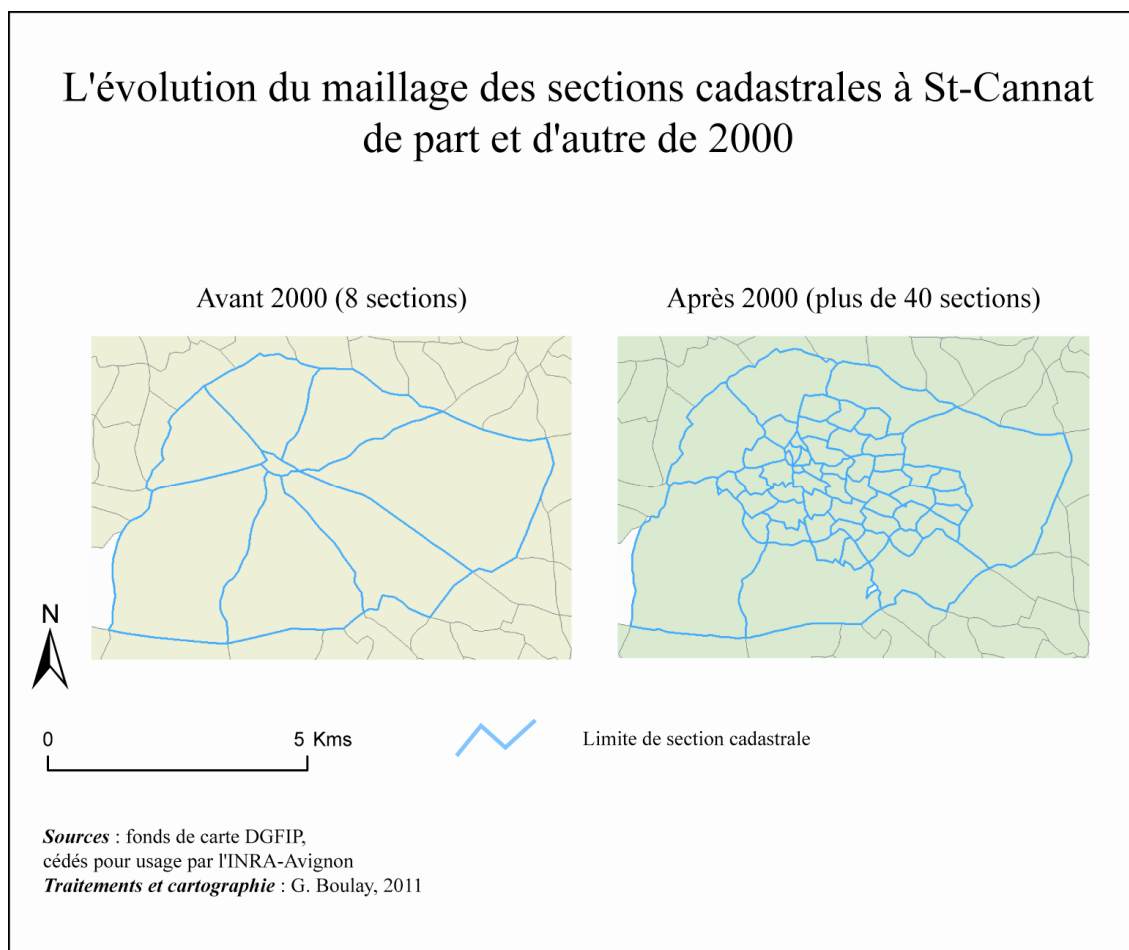 L'évolution du maillage des sections cadastrales à St-Cannat
de part et d'autre de 2000
Avant 2000 (8 sections)
Après 2000 (plus de 40 sections)
N
0
5 Kms
Limite de section cadastrale
Sources : fonds de carte DGFIP,
cédés pour usage par l'INRA-Avignon
Traitements et cartographie : G. Boulay, 2011